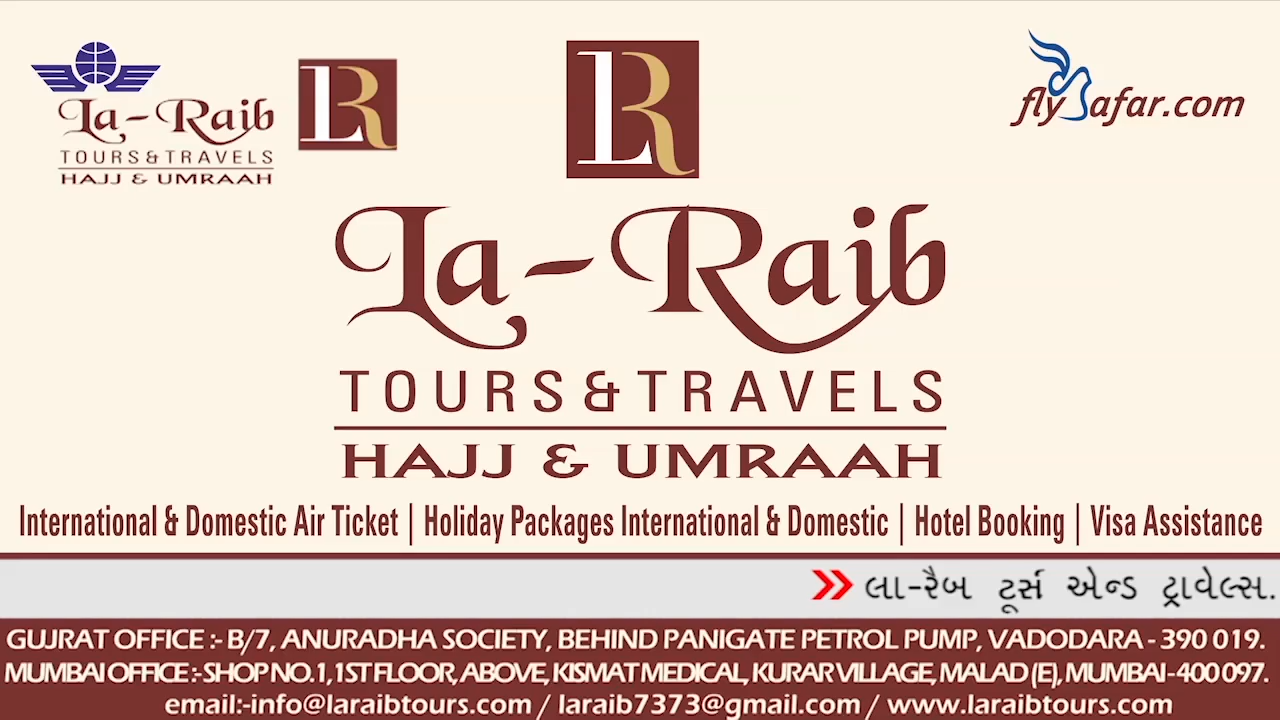 La-Raib
TOURS & TRAVELS
HAJJ & UMRAAH
LR
LR
flySafar.com
La-Raib
TOURS & TRAVELS
HAJJ & UMRAAH
International & Domestic Air Ticket | Holiday Packages International & Domestic | Hotel Booking | Visa Assistance
લા-રૈબ ટૂર્સ એન્ડ ટ્રાવેલ્સ.
GUJRAT OFFICE :- B/7, ANURADHA SOCIETY, BEHIND PANIGATE PETROL PUMP, VADODARA - 390 019.
MUMBAI OFFICE :- SHOP NO. 1, 1ST FLOOR, ABOVE, KISMAT MEDICAL, KURAR VILLAGE, MALAD (E), MUMBAI - 400 097.
email:-info@laraibtours.com / laraib7373@gmail.com / www.laraibtours.com